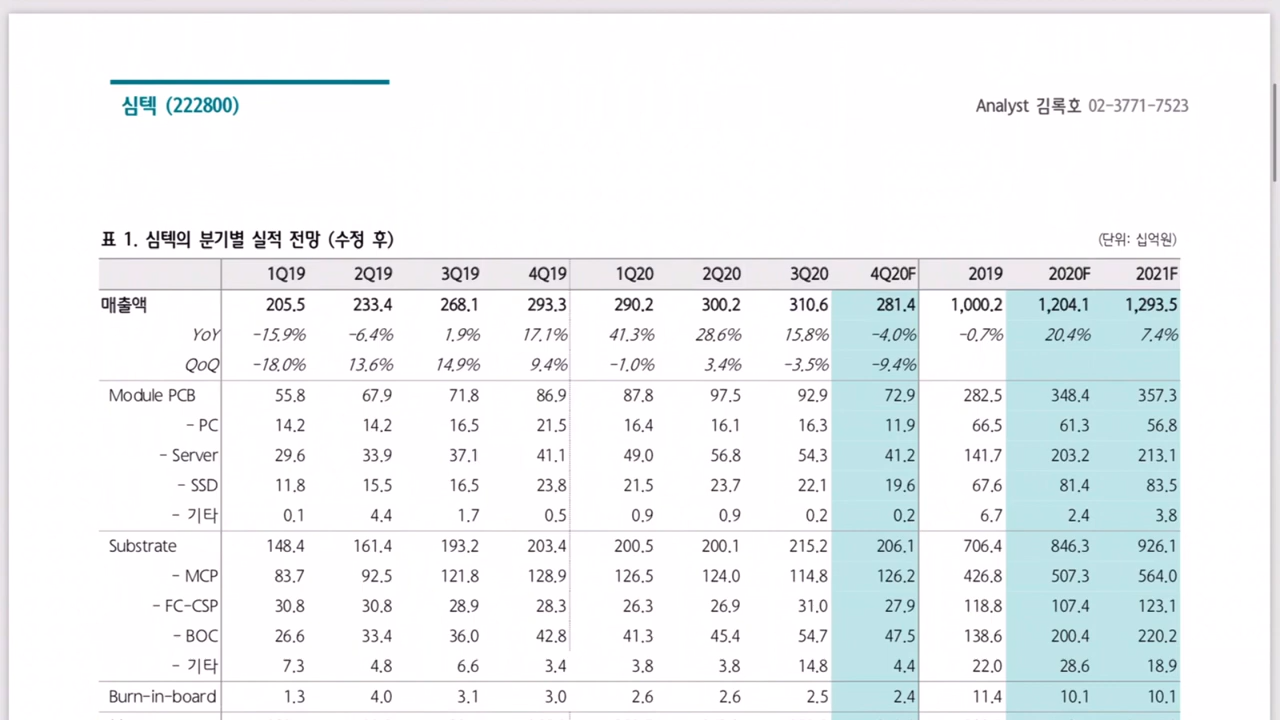 심텍 (222800)
Analyst 김록호 02-3771-7523
표 1. 심텍의 분기별 실적 전망 (수정 후)
(단위: 십억원)
1Q19 2Q19 3Q19 4Q19 1Q20 2Q20 3Q20 4Q20F 2019 2020F 2021F
매출액 205.5 233.4 268.1 293.3 290.2 300.2 310.6 281.4 1,000.2 1,204.1 1,293.5
YoY -15.9% -6.4% 1.9% 17.1% 41.3% 28.6% 15.8% -4.0% -0.7% 20.4% 7.4%
QoQ -18.0% 13.6% 14.9% 9.4% -1.0% 3.4% -3.5% -9.4%
Module PCB 55.8 67.9 71.8 86.9 87.8 97.5 92.9 72.9 282.5 348.4 357.3
- PC 14.2 14.2 16.5 21.5 16.4 16.1 16.3 11.9 66.5 61.3 56.8
- Server 29.6 33.9 37.1 41.1 49.0 56.8 54.3 41.2 141.7 203.2 213.1
- SSD 11.8 15.5 16.5 23.8 21.5 23.7 22.1 19.6 67.6 81.4 83.5
- 기타 0.1 4.4 1.7 0.5 0.9 0.9 0.2 0.2 6.7 2.4 3.8
Substrate 148.4 161.4 193.2 203.4 200.5 200.1 215.2 206.1 706.4 846.3 926.1
- MCP 83.7 92.5 121.8 128.9 126.5 124.0 114.8 126.2 426.8 507.3 564.0
- FC-CSP 30.8 30.8 28.9 28.3 26.3 26.9 31.0 27.9 118.8 107.4 123.1
- BOC 26.6 33.4 36.0 42.8 41.3 45.4 54.7 47.5 138.6 200.4 220.2
- 기타 7.3 4.8 6.6 3.4 3.8 3.8 14.8 4.4 22.0 28.6 18.9
Burn-in-board 1.3 4.0 3.1 3.0 2.6 2.6 2.5 2.4 11.4 10.1 10.1